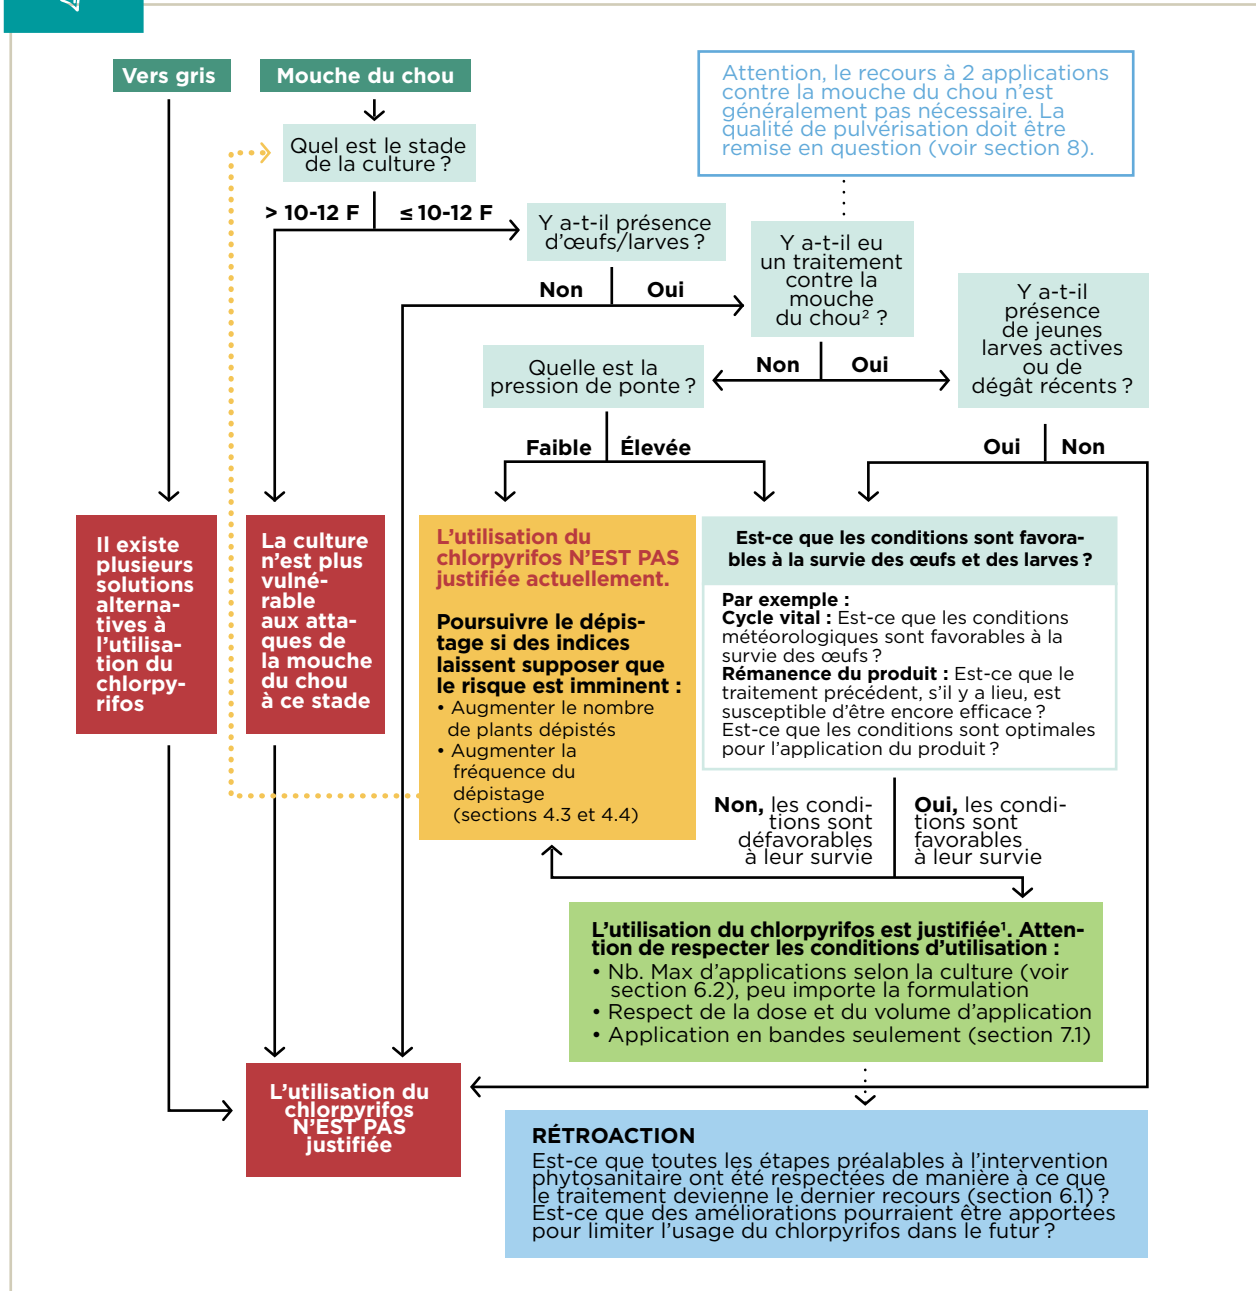 Vers gris
Mouche du chou
Attention, le recours à 2 applications
contre la mouche du chou n'est
généralement pas nécessaire. La
qualité de pulvérisation doit être
remise en question (voir section 8).
Quel est le stade
de la culture ?
> 10-12 F
≤ 10-12 F
Y a-t-il présence
d'œufs/larves ?
Non
Oui
Y a-t-il eu
un traitement
contre la
mouche
du chou² ?
Y a-t-il
présence
de jeunes
larves actives
ou de
dégât récents ?
Non
Oui
Quelle est la
pression de ponte ?
Faible
Élevée
Oui
Non
Il existe
plusieurs
solutions
alterna-
tives à
l'utilisa-
tion du
chlorpy-
rifos
La culture
n'est plus
vulné-
rable
aux atta-
ques de
la mouche
du chou
à ce stade
L'utilisation du
chlorpyrifos N'EST PAS
justifiée actuellement.
Poursuivre le dépis-
tage si des indices
laissent supposer que
le risque est imminent :
• Augmenter le nombre
de plants dépistés
• Augmenter la
fréquence du
dépistage
(sections 4.3 et 4.4)
Est-ce que les conditions sont favora-
bles à la survie des œufs et des larves ?
Par exemple :
Cycle vital : Est-ce que les conditions
météorologiques sont favorables à la
survie des œufs ?
Rémanence du produit : Est-ce que le
traitement précédent, s'il y a lieu, est
susceptible d'être encore efficace ?
Est-ce que les conditions sont optimales
pour l'application du produit ?
Non, les condi-
tions sont
défavorables
à leur survie
Oui, les condi-
tions sont
favorables
à leur survie
L'utilisation du chlorpyrifos est justifiée¹. Atten-
tion de respecter les conditions d'utilisation :
• Nb. Max d'applications selon la culture (voir
section 6.2), peu importe la formulation
• Respect de la dose et du volume d'application
• Application en bandes seulement (section 7.1)
L'utilisation du
chlorpyrifos
N'EST PAS
justifiée
RÉTROACTION
Est-ce que toutes les étapes préalables à l'intervention
phytosanitaire ont été respectées de manière à ce que
le traitement devienne le dernier recours (section 6.1) ?
Est-ce que des améliorations pourraient être apportées
pour limiter l'usage du chlorpyrifos dans le futur ?